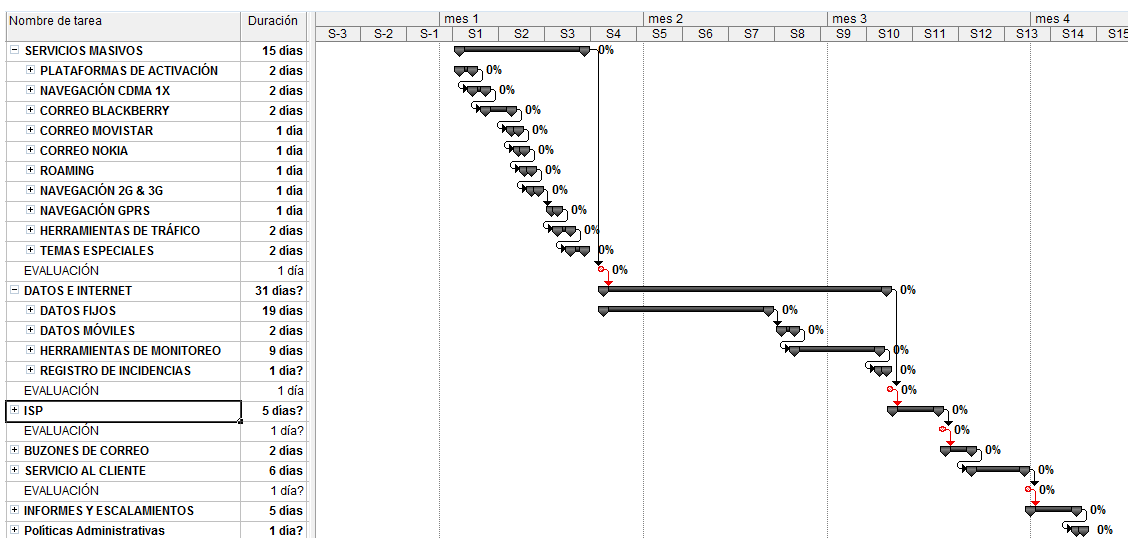 Nombre de tarea Duración mes 1 mes 2 mes 3 mes 4
S-3 S-2 S-1 S1 S2 S3 S4 S5 S6 S7 S8 S9 S10 S11 S12 S13 S14 S15
SERVICIOS MASIVOS 15 días 0%
PLATAFORMAS DE ACTIVACIÓN 2 días 0%
NAVEGACIÓN CDMA 1X 2 días 0%
CORREO BLACKBERRY 2 días 0%
CORREO MOVISTAR 1 día 0%
CORREO NOKIA 1 día 0%
ROAMING 1 día 0%
NAVEGACIÓN 2G & 3G 1 día 0%
NAVEGACIÓN GPRS 1 día 0%
HERRAMIENTAS DE TRÁFICO 2 días 0%
TEMAS ESPECIALES 2 días 0%
EVALUACIÓN 1 día 0%
DATOS E INTERNET 31 días? 0%
DATOS FIJOS 19 días 0%
DATOS MÓVILES 2 días 0%
HERRAMIENTAS DE MONITOREO 9 días 0%
REGISTRO DE INCIDENCIAS 1 día? 0%
EVALUACIÓN 1 día 0%
ISP 5 días? 0%
EVALUACIÓN 1 día? 0%
BUZONES DE CORREO 2 días 0%
SERVICIO AL CLIENTE 6 días 0%
EVALUACIÓN 1 día? 0%
INFORMES Y ESCALAMIENTOS 5 días 0%
Políticas Administrativas 1 día? 0%